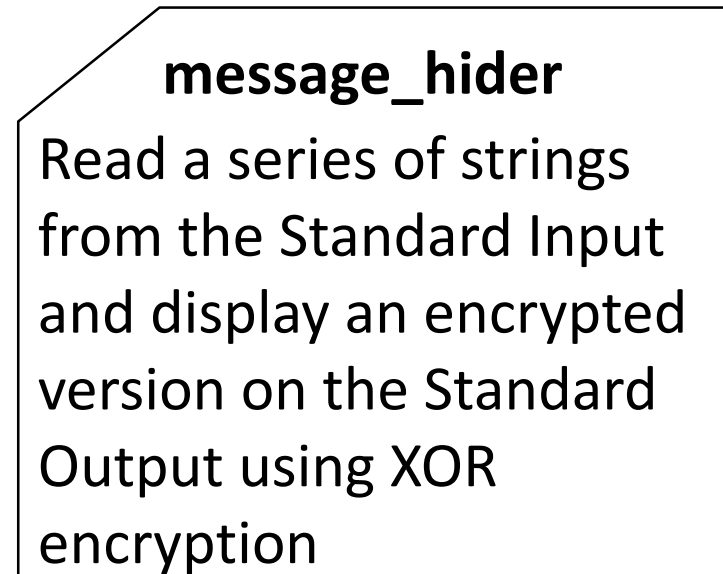 message_hider
Read a series of strings
from the Standard Input
and display an encrypted
version on the Standard
Output using XOR
encryption